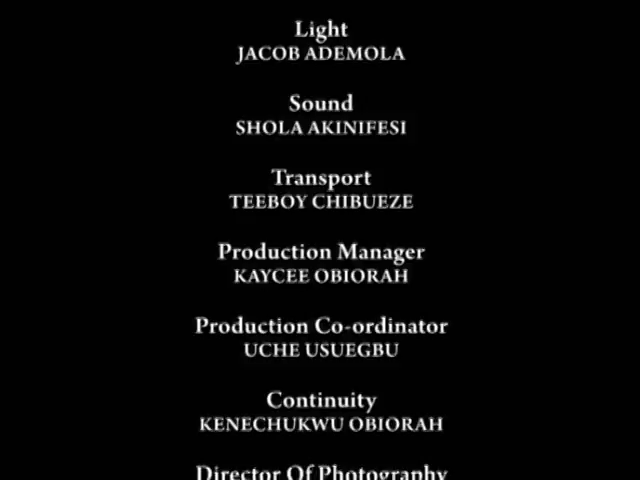 Light
JACOB ADEMOLA
Sound
SHOLA AKINIFESI
Transport
TEEBOY CHIBUEZE
Production Manager
KAYCEE OBIORAH
Production Co-ordinator
UCHE USUEGBU
Continuity
KENECHUKWU OBIORAH
Director Of Photography